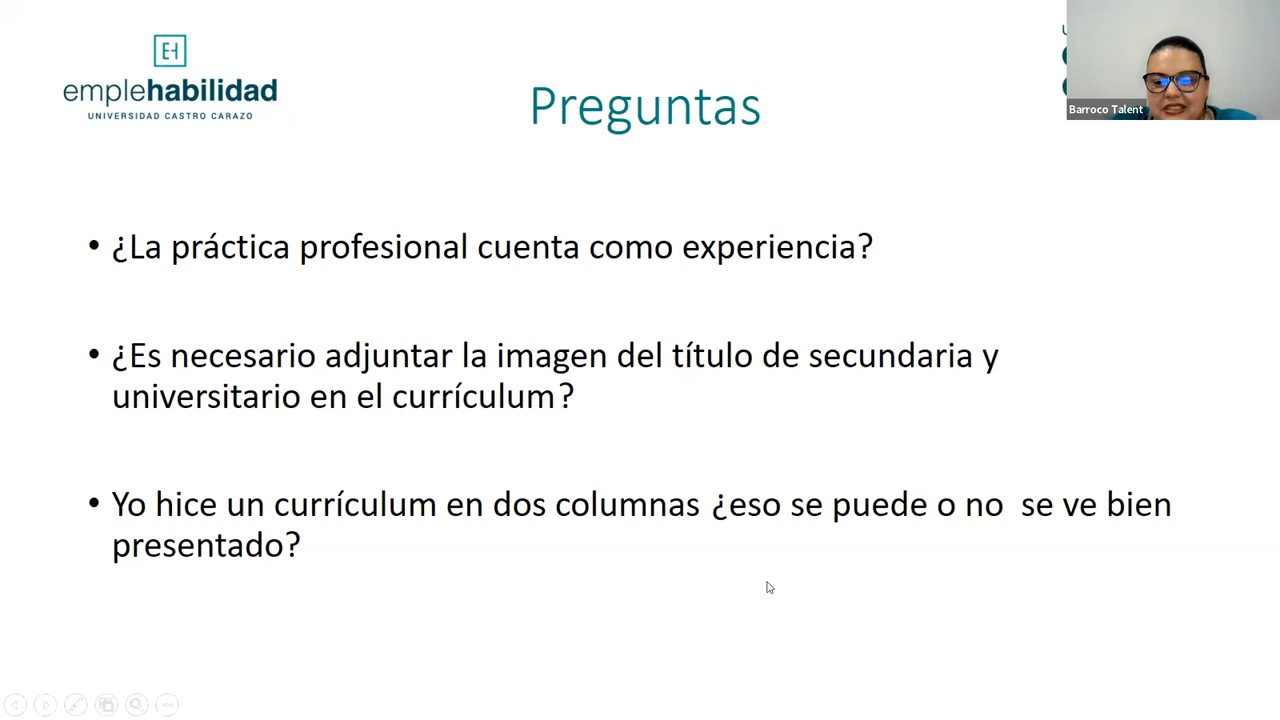 EH
emplehabilidad
UNIVERSIDAD CASTRO CARAZO
Preguntas
Barroco Talent
• ¿La práctica profesional cuenta como experiencia?
• ¿Es necesario adjuntar la imagen del título de secundaria y
universitario en el currículum?
• Yo hice un currículum en dos columnas ¿eso se puede o no  se ve bien
presentado?